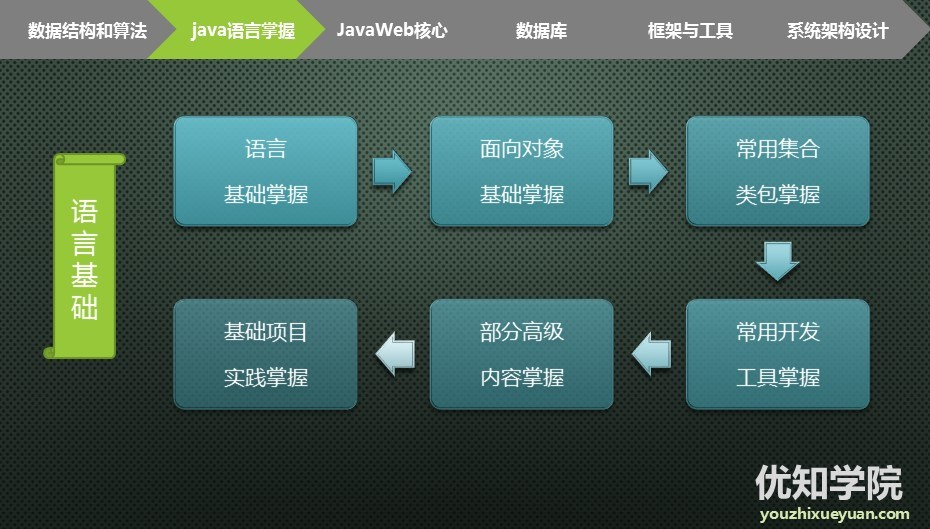 数据结构和算法
java语言掌握
JavaWeb核心
数据库
框架与工具
系统架构设计
语言基础
语言
基础掌握
面向对象
基础掌握
常用集合
类包掌握
常用开发
工具掌握
部分高级
内容掌握
基础项目
实践掌握
优知学院
youzhixueyuan.com